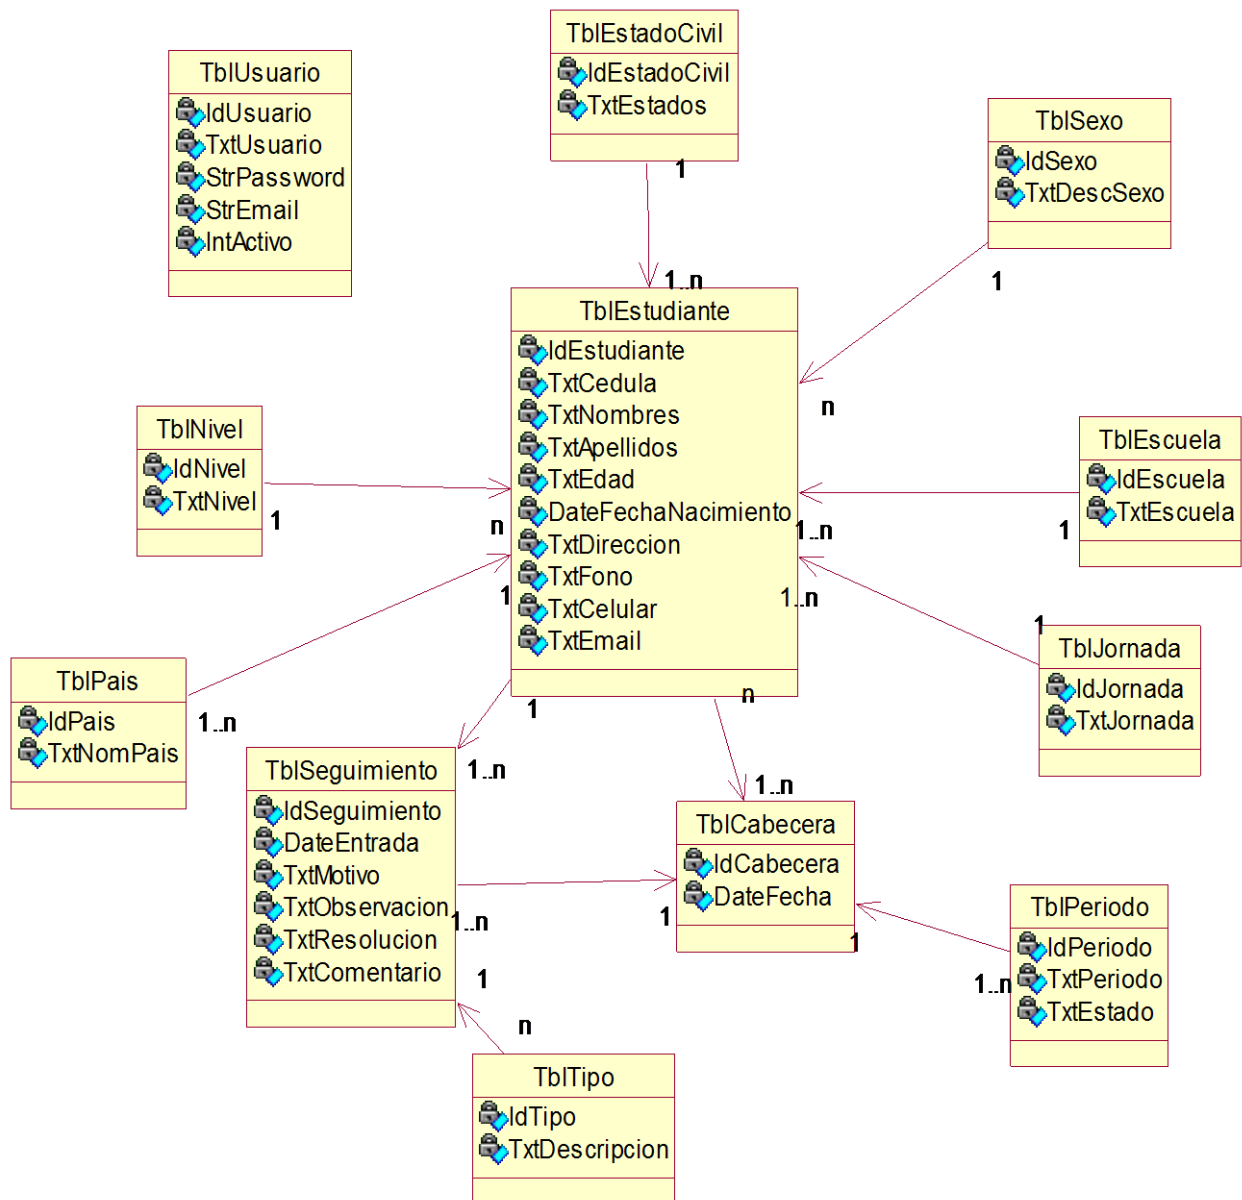 TblEstadoCivil
IdEstadoCivil
TxtEstados
1
TblUsuario
IdUsuario
TxtUsuario
StrPassword
StrEmail
IntActivo
TblSexo
IdSexo
TxtDescSexo
1
1..n
TblEstudiante
IdEstudiante
TxtCedula
TxtNombres
TxtApellidos
TxtEdad
DateFechaNacimiento
TxtDireccion
TxtFono
TxtCelular
TxtEmail
n
TblNivel
IdNivel
TxtNivel
1
n
TblEscuela
IdEscuela
TxtEscuela
1
1..n
1
1..n
TblJornada
IdJornada
TxtJornada
1
TblPais
IdPais
TxtNomPais
1..n
1
n
TblSeguimiento
IdSeguimiento
DateEntrada
TxtMotivo
TxtObservacion
TxtResolucion
TxtComentario
1..n
1..n
TblCabecera
IdCabecera
DateFecha
1..n
1
1
TblPeriodo
IdPeriodo
TxtPeriodo
TxtEstado
1..n
1
n
TblTipo
IdTipo
TxtDescripcion